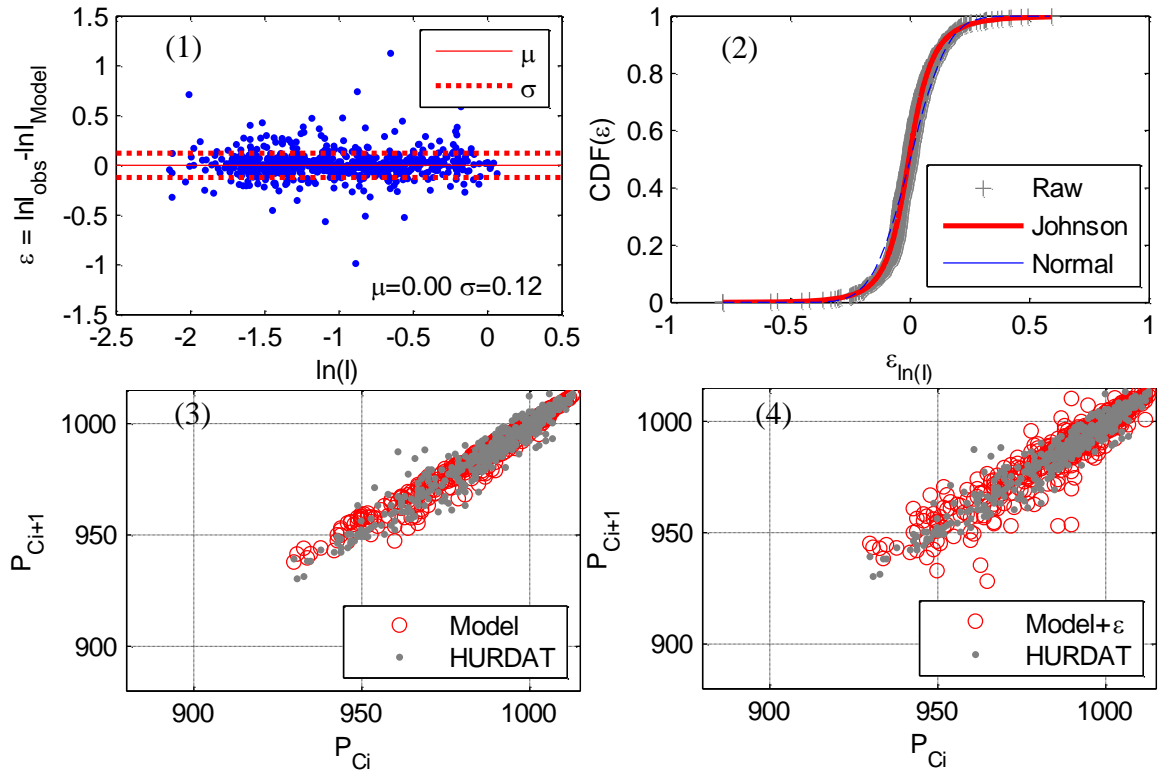 (1)
μ
σ
μ=0.00 σ=0.12
ε = lnI_obs-lnI_Model
1.5
1
0.5
0
-0.5
-1
-1.5
-2.5 -2 -1.5 -1 -0.5 0 0.5
ln(I)
(2)
Raw
Johnson
Normal
CDF(ε)
1
0.8
0.6
0.4
0.2
0
-1 -0.5 0 0.5 1
ε_ln(I)
(3)
Model
HURDAT
P_Ci+1
1000
950
900
900 950 1000
P_Ci
(4)
Model+ε
HURDAT
P_Ci+1
1000
950
900
900 950 1000
P_Ci